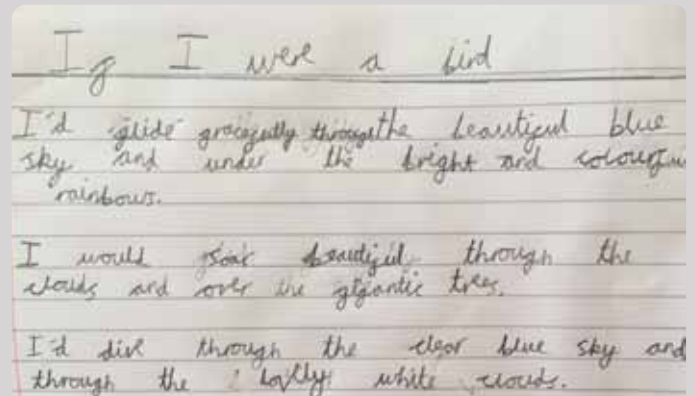 If I were a bird
I'd glide gracefully through the beautiful blue
sky and under the bright and colourful
rainbows.
I would soar beautiful through the
clouds and over the gigantic trees.
I'd dive through the clear blue sky and
through the lovely white clouds.